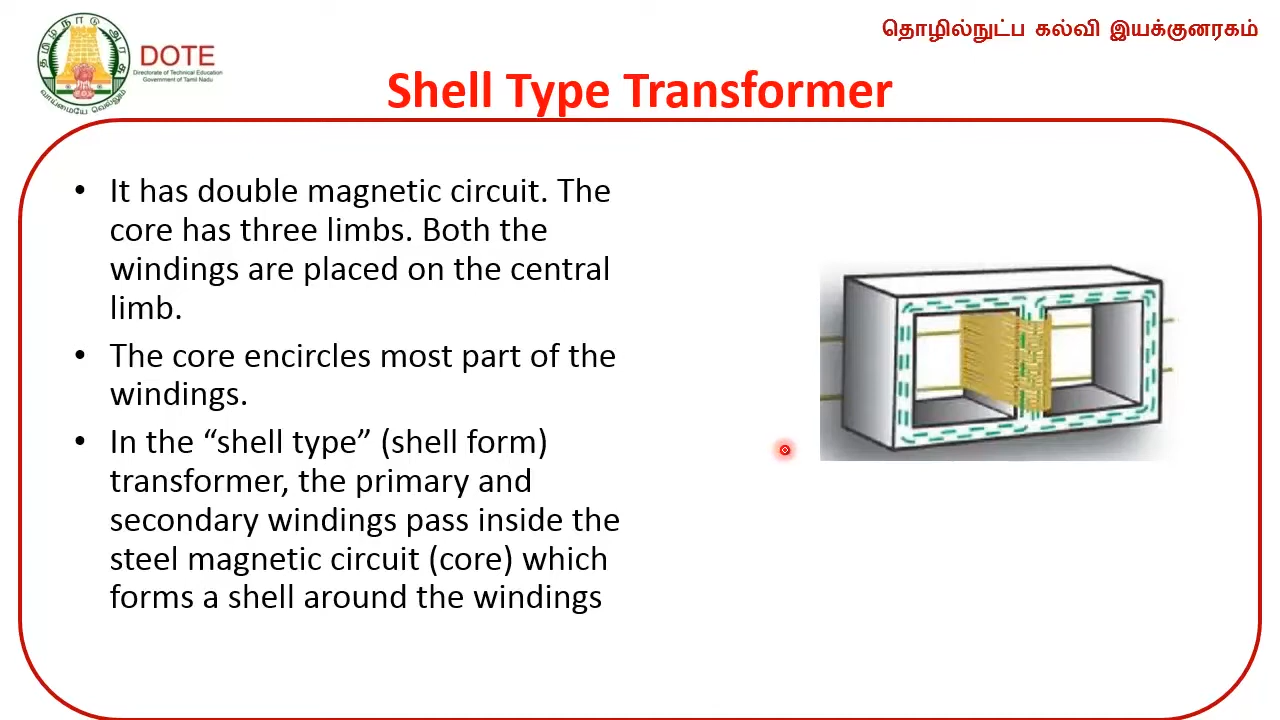 தமிழ்நாடு அரசு
வாய்மையே வெல்லும்
DOTE
Directorate of Technical Education
Government of Tamil Nadu
தொழில்நுட்ப கல்வி இயக்குனரகம்
Shell Type Transformer
• It has double magnetic circuit. The
core has three limbs. Both the
windings are placed on the central
limb.
• The core encircles most part of the
windings.
• In the “shell type” (shell form)
transformer, the primary and
secondary windings pass inside the
steel magnetic circuit (core) which
forms a shell around the windings